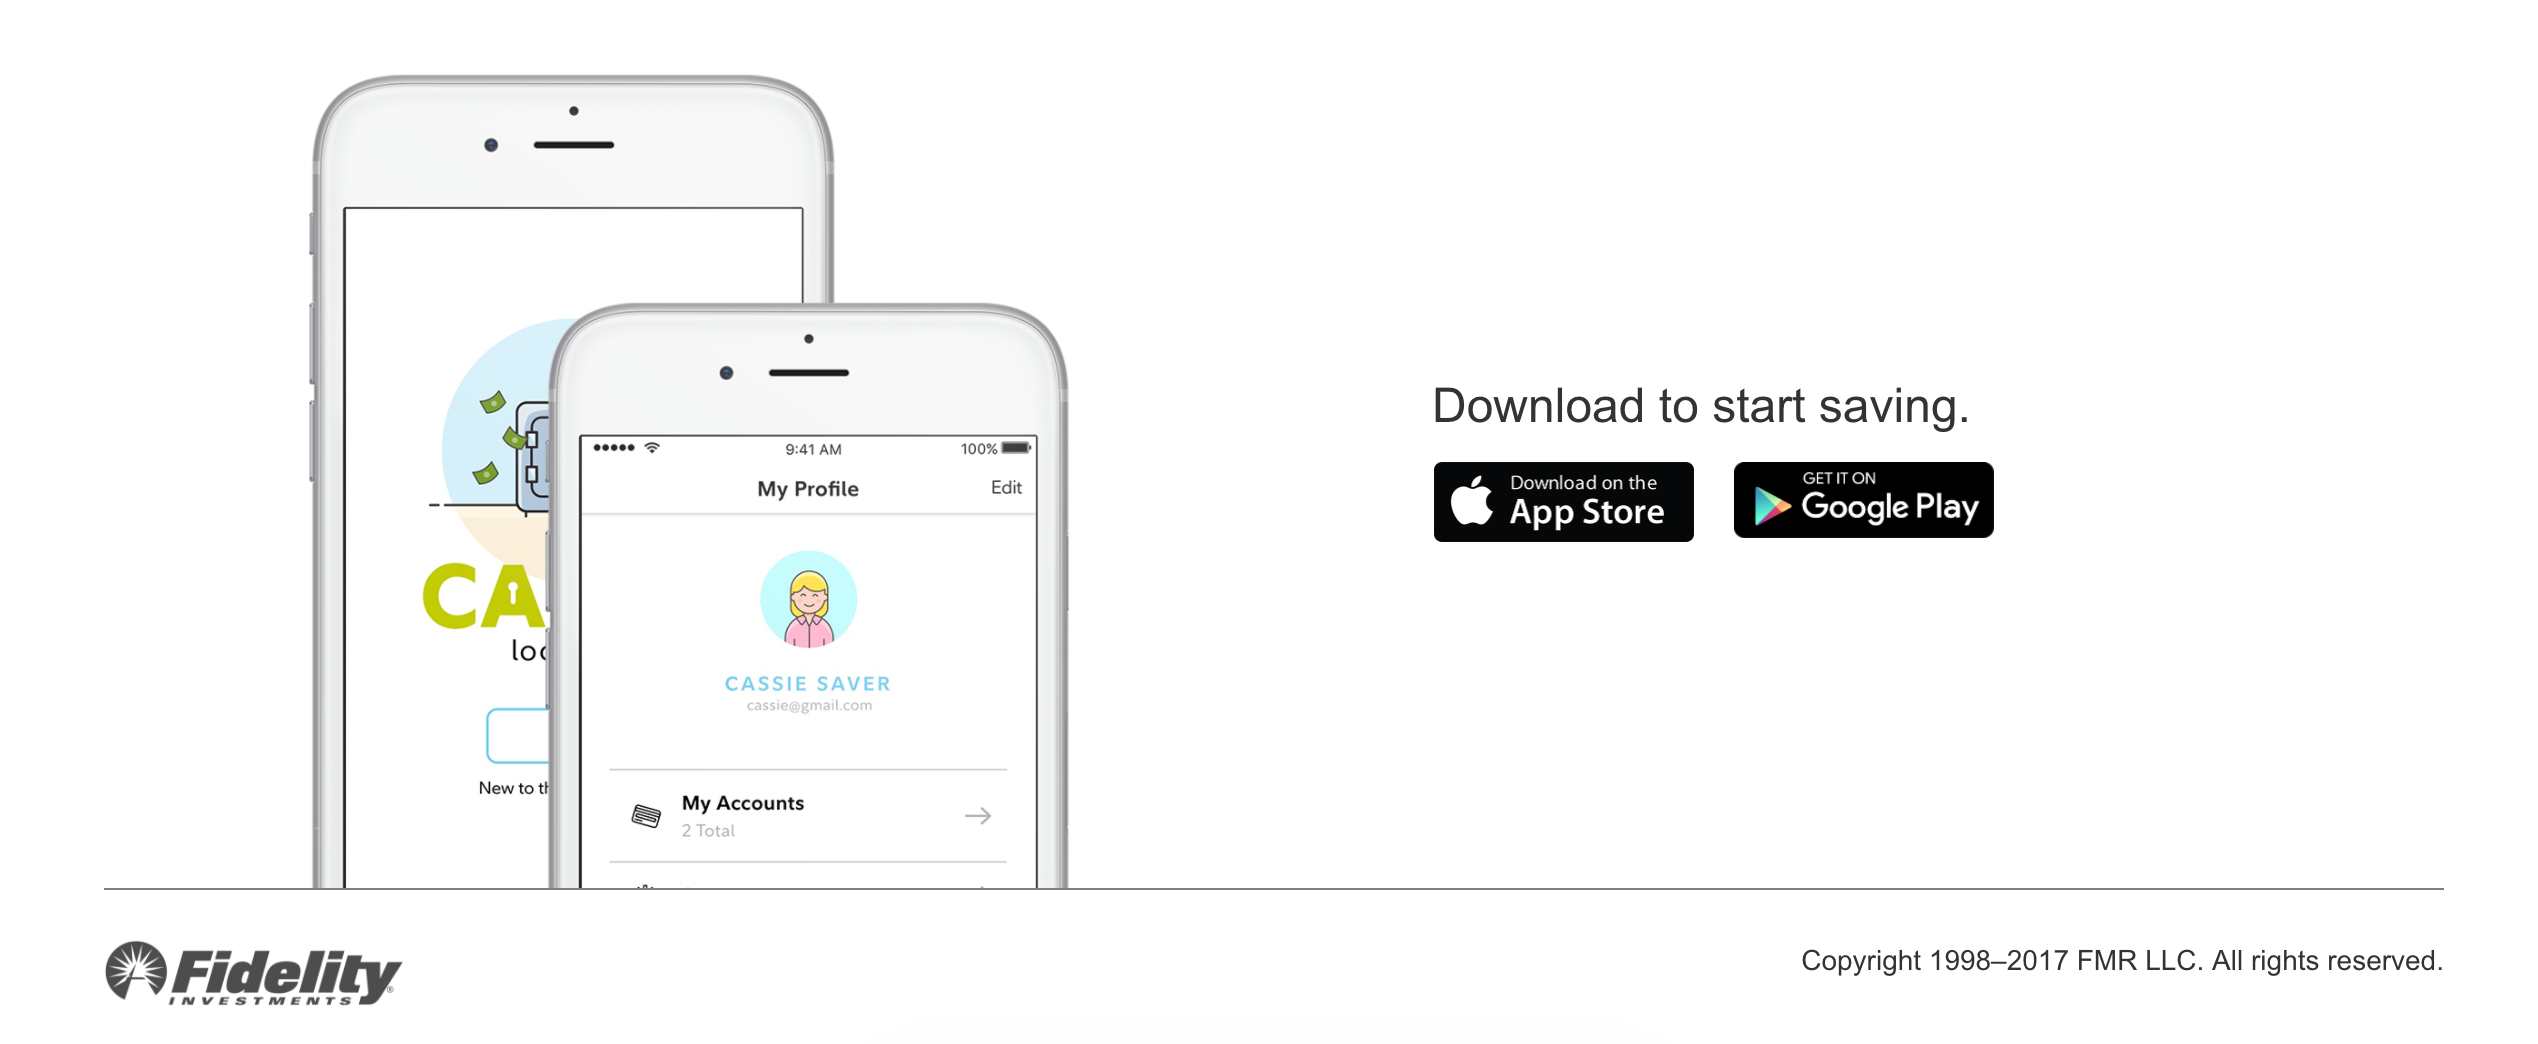 CA
New to
9:41 AM
100%
My Profile
Edit
CASSIE SAVER
cassie@gmail.com
My Accounts
2 Total
Download to start saving.
Download on the
App Store
GET IT ON
Google Play
Fidelity
INVESTMENTS
Copyright 1998–2017 FMR LLC. All rights reserved.